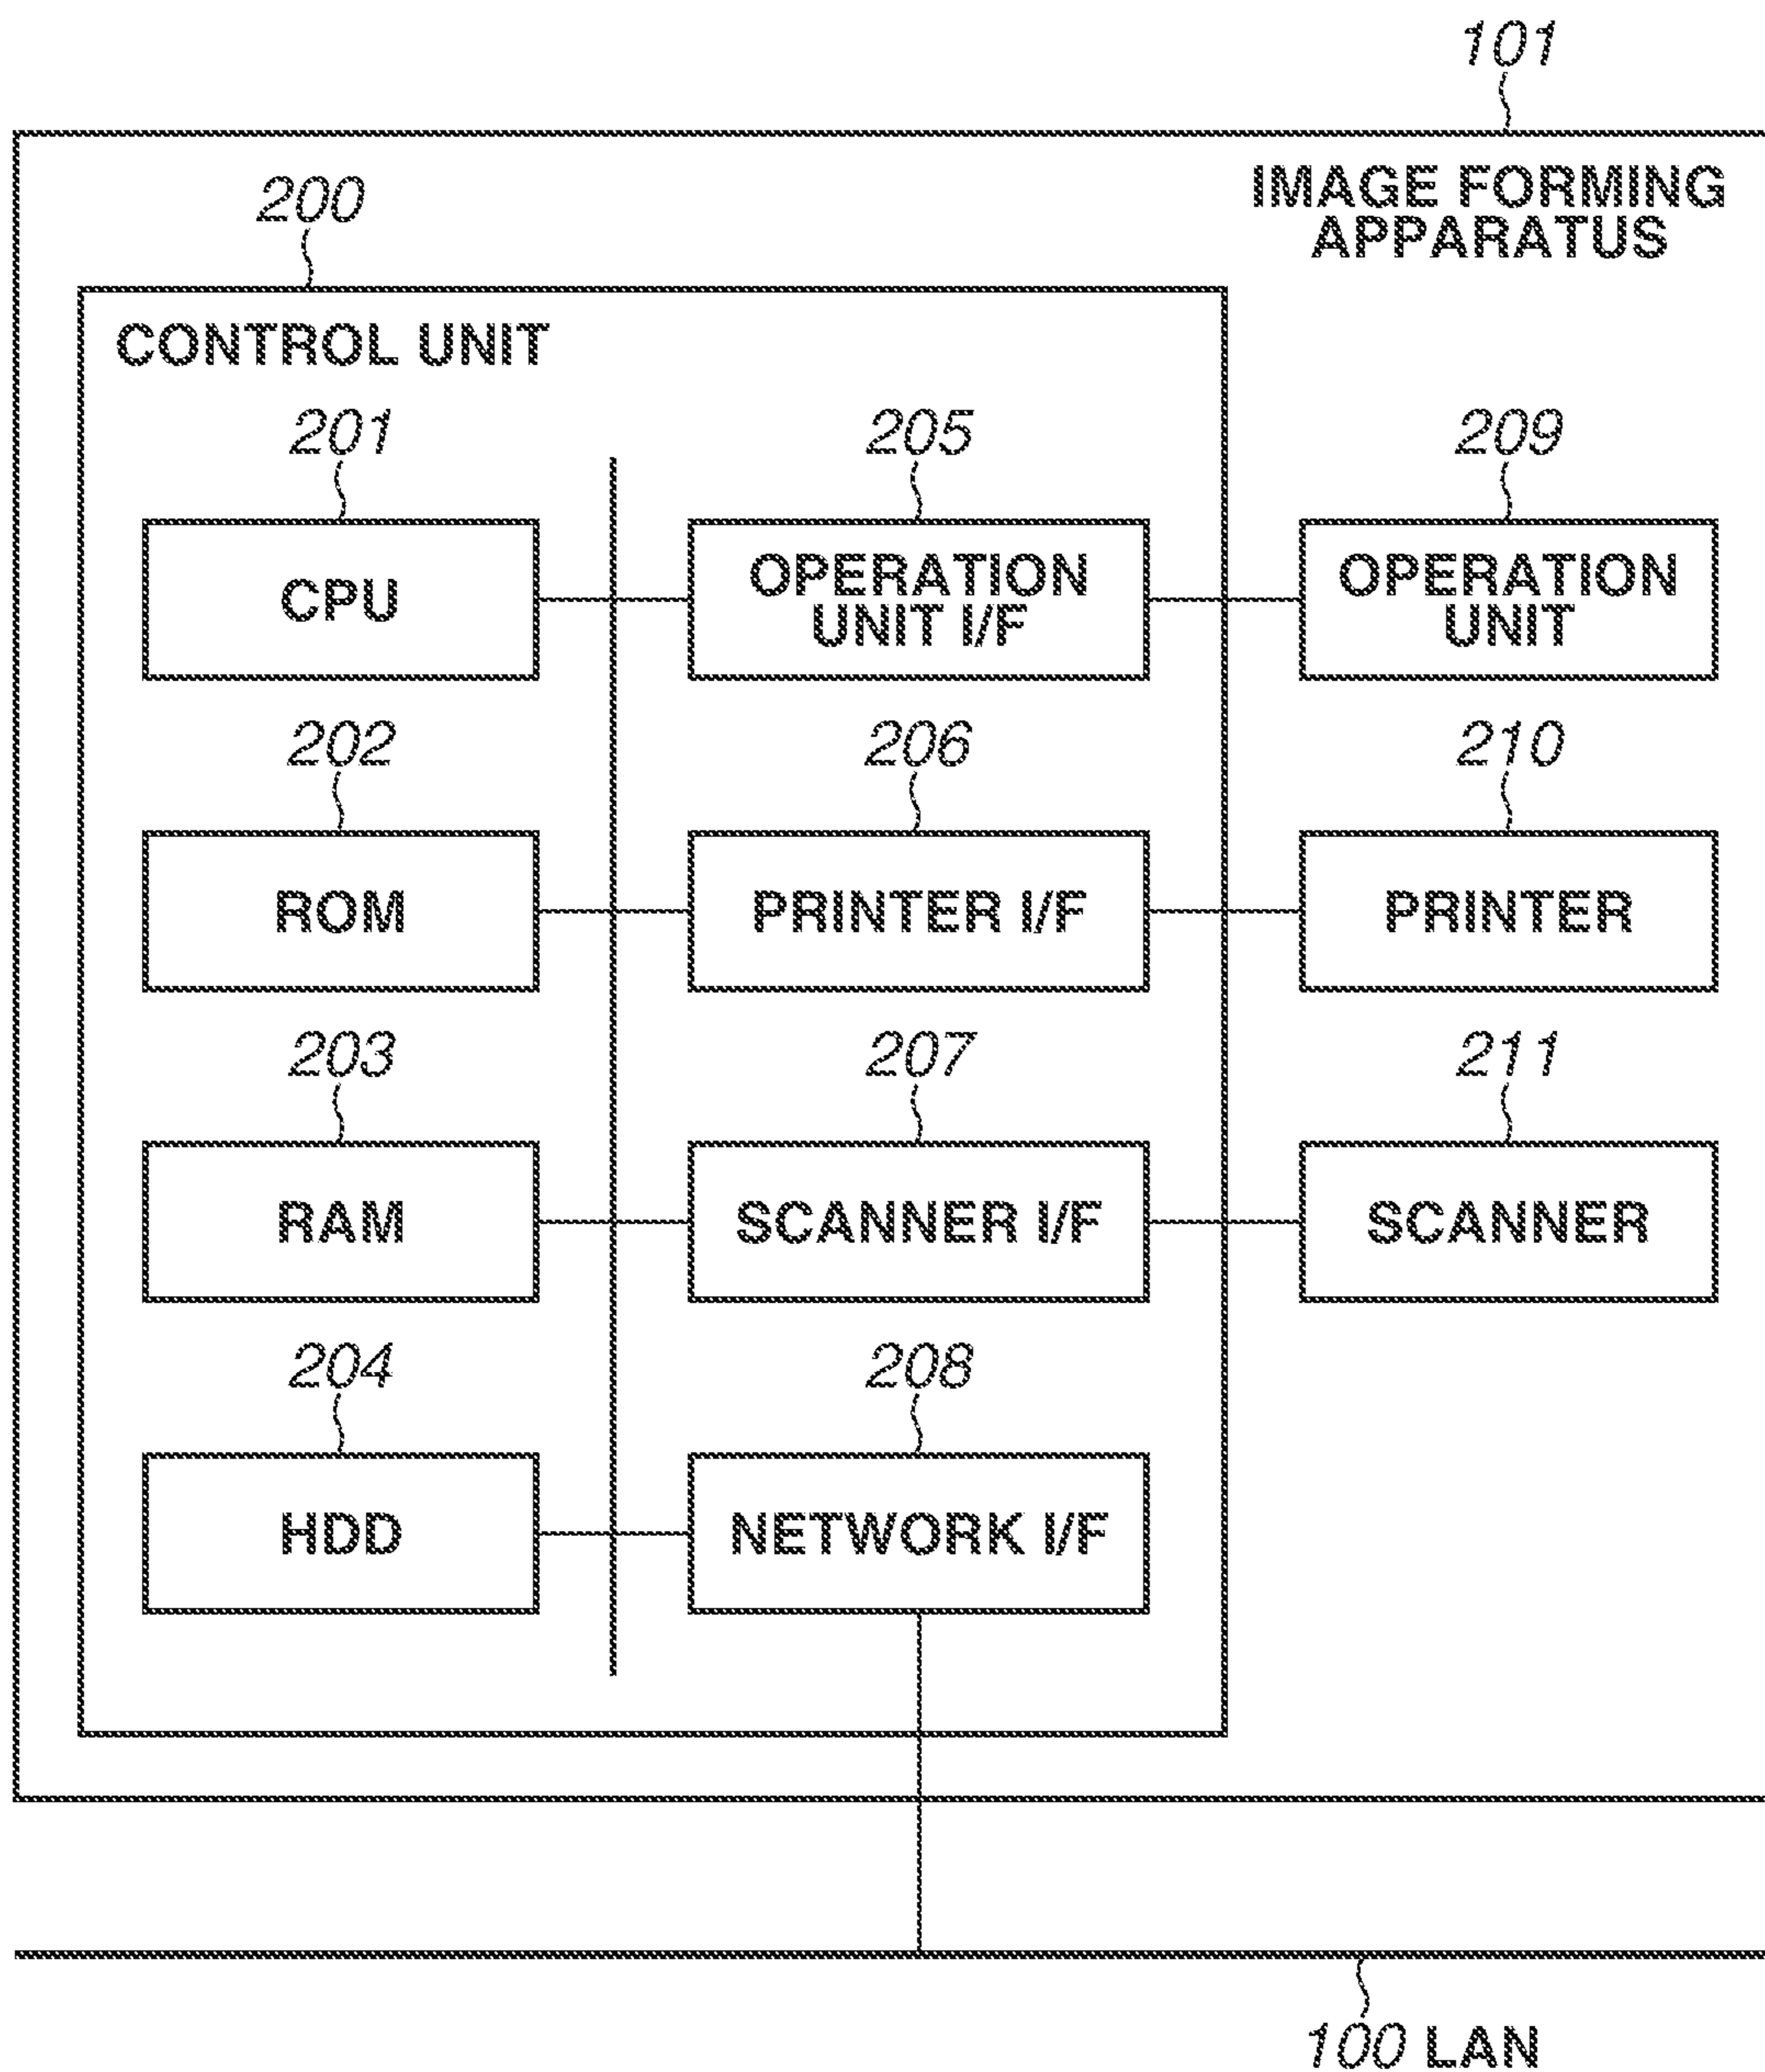 101
IMAGE FORMING
APPARATUS
200
CONTROL UNIT
201
205
209
CPU
OPERATION
UNIT I/F
OPERATION
UNIT
202
206
210
ROM
PRINTER I/F
PRINTER
203
207
211
RAM
SCANNER I/F
SCANNER
204
208
HDD
NETWORK I/F
100 LAN